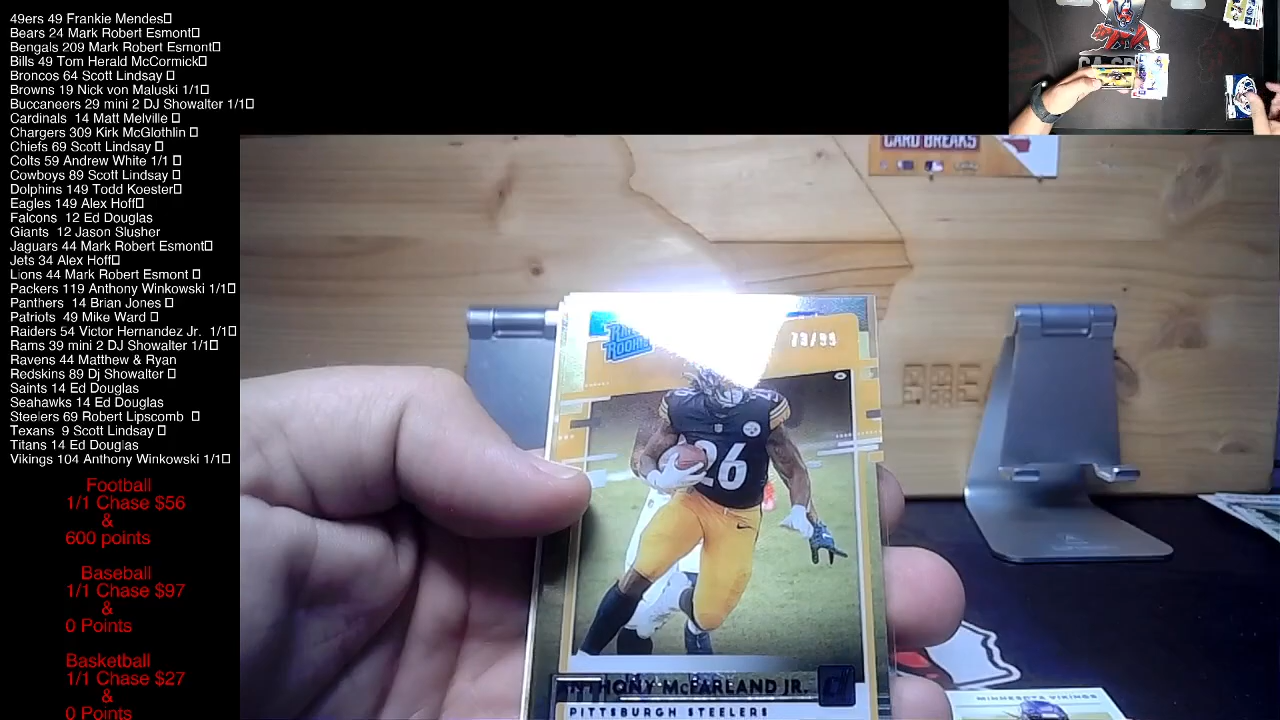 49ers 49 Frankie Mendes
Bears 24 Mark Robert Esmont
Bengals 209 Mark Robert Esmont
Bills 49 Tom Herald McCormick
Broncos 64 Scott Lindsay
Browns 19 Nick von Maluski 1/1
Buccaneers 29 mini 2 DJ Showalter 1/1
Cardinals 14 Matt Melville
Chargers 309 Kirk McGlothlin
Chiefs 69 Scott Lindsay
Colts 59 Andrew White 1/1
Cowboys 89 Scott Lindsay
Dolphins 149 Todd Koester
Eagles 149 Alex Hoff
Falcons 12 Ed Douglas
Giants 12 Jason Slusher
Jaguars 44 Mark Robert Esmont
Jets 34 Alex Hoff
Lions 44 Mark Robert Esmont
Packers 119 Anthony Winkowski 1/1
Panthers 14 Brian Jones
Patriots 49 Mike Ward
Raiders 54 Victor Hernandez Jr. 1/1
Rams 39 mini 2 DJ Showalter 1/1
Ravens 44 Matthew & Ryan
Redskins 89 Dj Showalter
Saints 14 Ed Douglas
Seahawks 14 Ed Douglas
Steelers 69 Robert Lipscomb
Texans 9 Scott Lindsay
Titans 14 Ed Douglas
Vikings 104 Anthony Winkowski 1/1
Football
1/1 Chase $56
&
600 points
Baseball
1/1 Chase $97
&
0 Points
Basketball
1/1 Chase $27
&
0 Points
CARD BREAKS
RATED
ROOKIE
73/99
26
ANTHONY McFARLAND JR.
PITTSBURGH STEELERS
MINNESOTA VIKINGS